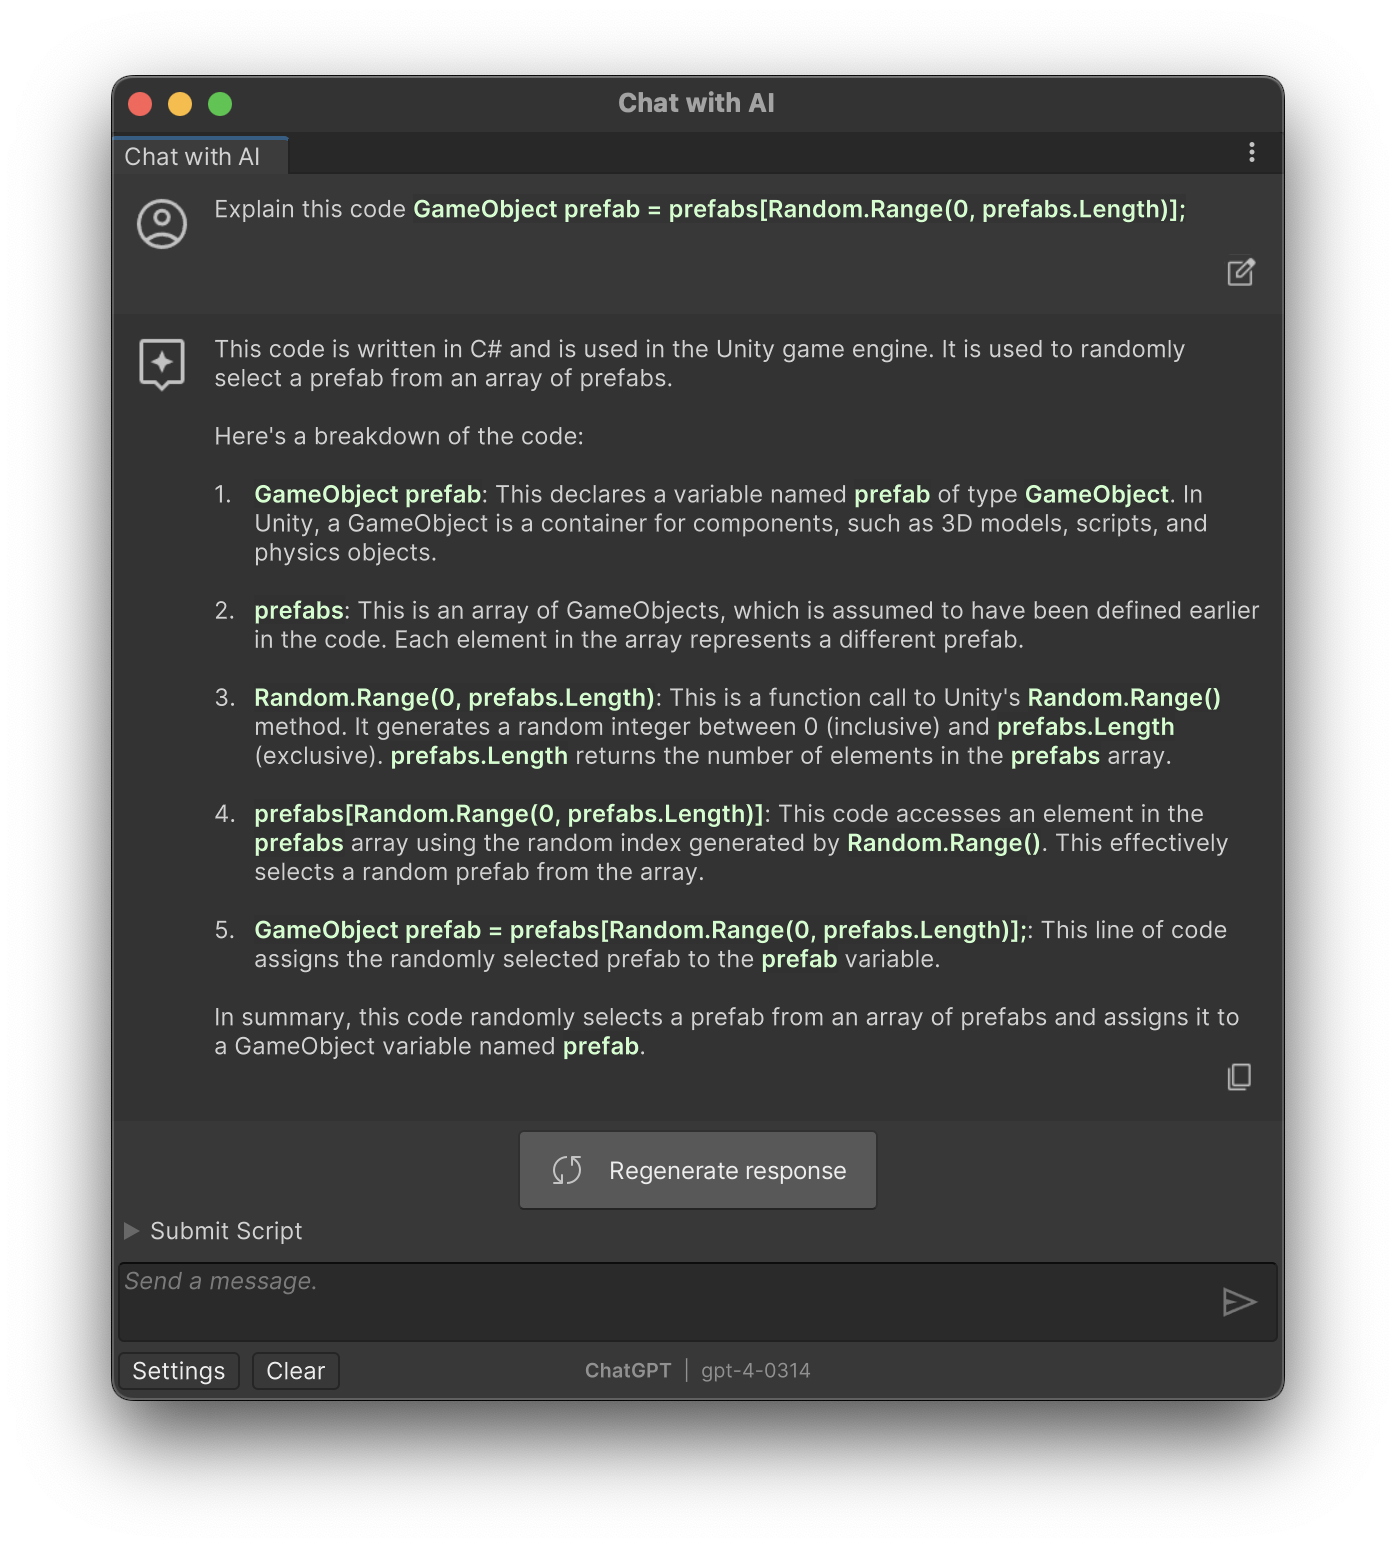 Chat with AI
Chat with AI
Explain this code GameObject prefab = prefabs[Random.Range(0, prefabs.Length)];
This code is written in C# and is used in the Unity game engine. It is used to randomly
select a prefab from an array of prefabs.
Here's a breakdown of the code:
1. GameObject prefab: This declares a variable named prefab of type GameObject. In
Unity, a GameObject is a container for components, such as 3D models, scripts, and
physics objects.
2. prefabs: This is an array of GameObjects, which is assumed to have been defined earlier
in the code. Each element in the array represents a different prefab.
3. Random.Range(0, prefabs.Length): This is a function call to Unity's Random.Range()
method. It generates a random integer between 0 (inclusive) and prefabs.Length
(exclusive). prefabs.Length returns the number of elements in the prefabs array.
4. prefabs[Random.Range(0, prefabs.Length)]: This code accesses an element in the
prefabs array using the random index generated by Random.Range(). This effectively
selects a random prefab from the array.
5. GameObject prefab = prefabs[Random.Range(0, prefabs.Length)];: This line of code
assigns the randomly selected prefab to the prefab variable.
In summary, this code randomly selects a prefab from an array of prefabs and assigns it to
a GameObject variable named prefab.
Regenerate response
Submit Script
Send a message.
Settings Clear ChatGPT | gpt-4-0314